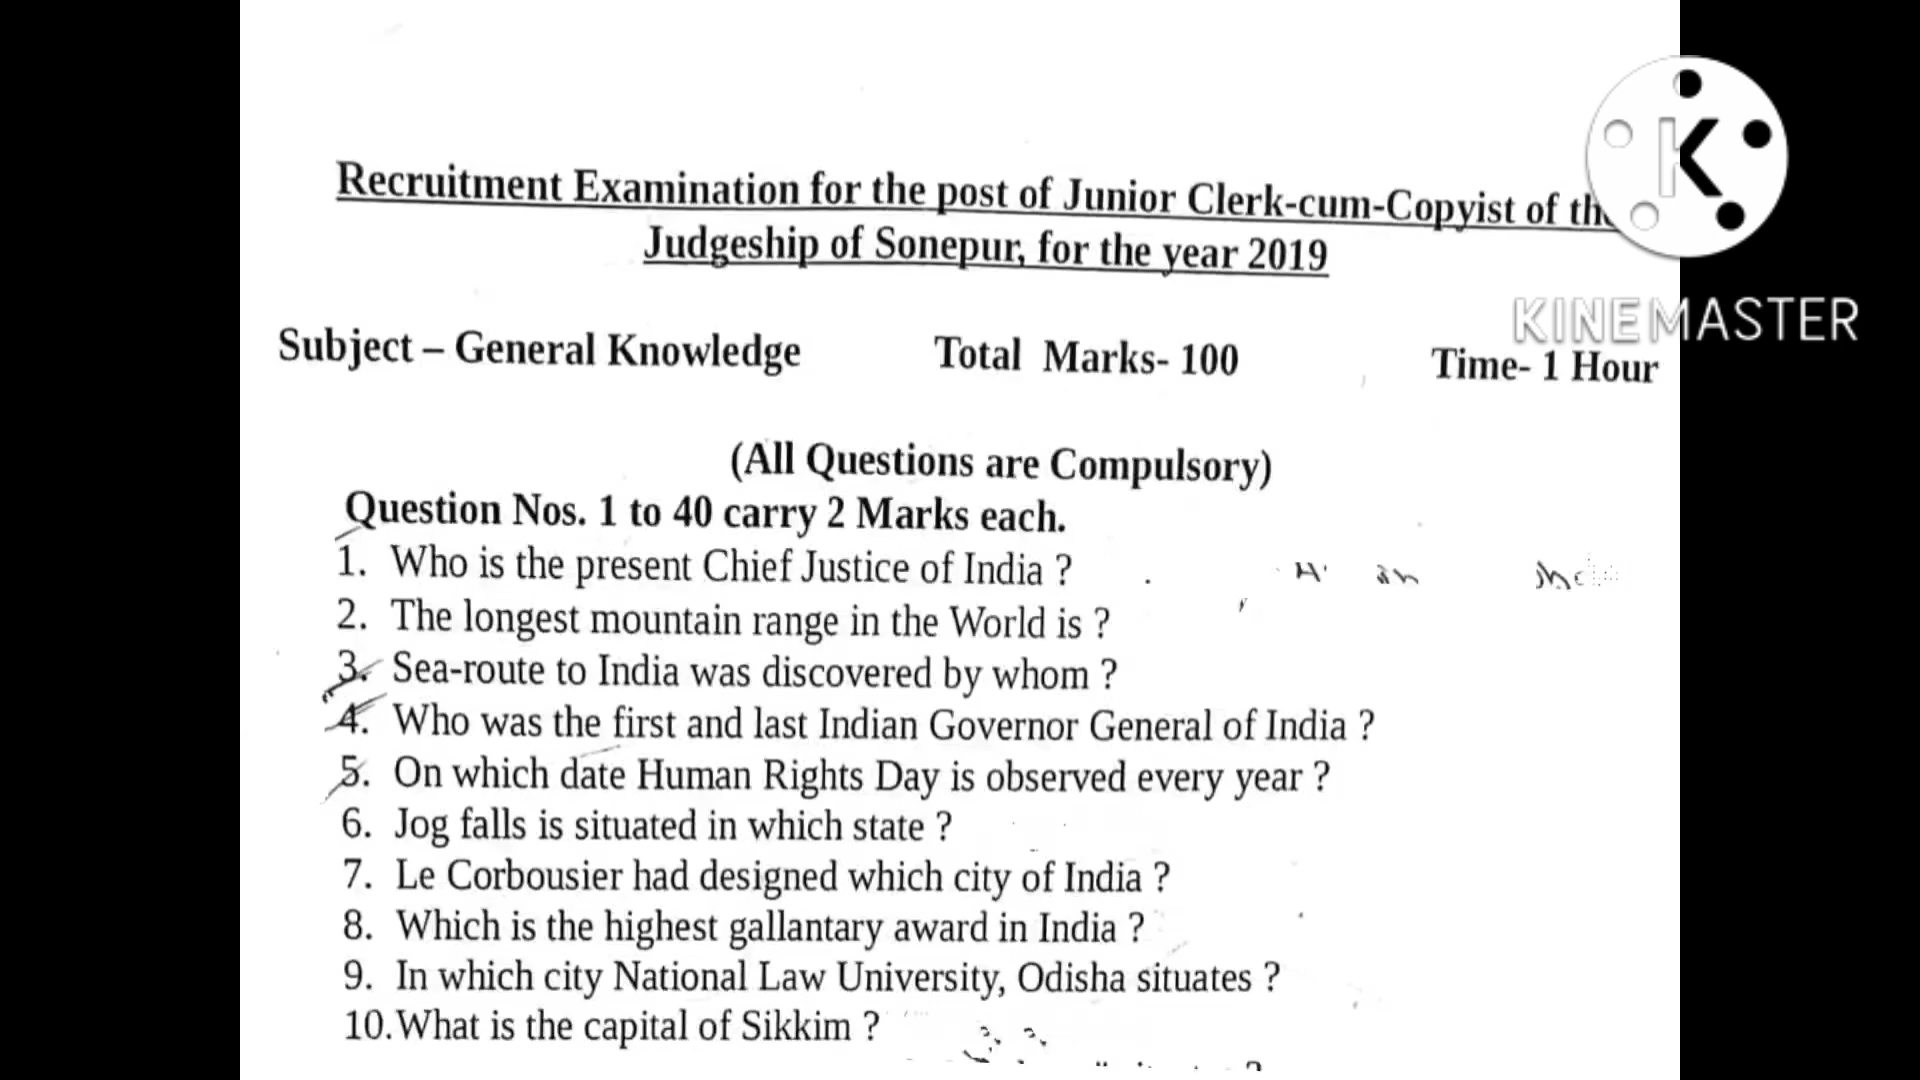 Recruitment Examination for the post of Junior Clerk-cum-Copyist of the
Judgeship of Sonepur, for the year 2019
KINEMASTER
Subject – General Knowledge Total Marks- 100 Time- 1 Hour
(All Questions are Compulsory)
Question Nos. 1 to 40 carry 2 Marks each.
1. Who is the present Chief Justice of India ?
2. The longest mountain range in the World is ?
3. Sea-route to India was discovered by whom ?
4. Who was the first and last Indian Governor General of India ?
5. On which date Human Rights Day is observed every year ?
6. Jog falls is situated in which state ?
7. Le Corbousier had designed which city of India ?
8. Which is the highest gallantary award in India ?
9. In which city National Law University, Odisha situates ?
10.What is the capital of Sikkim ?